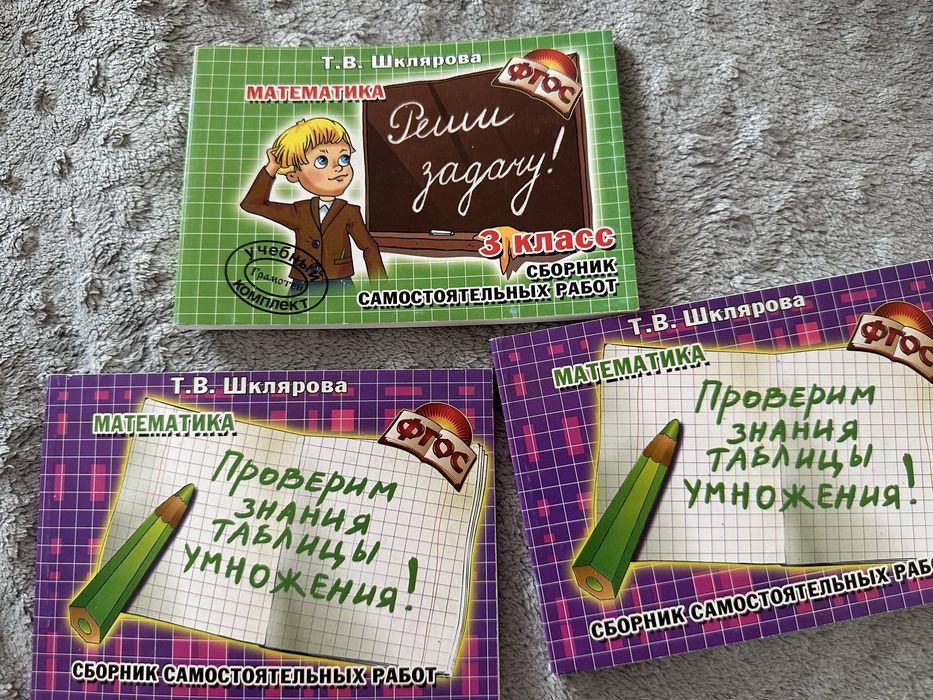 Т.В. Шклярова
МАТЕМАТИКА
ФГОС
Реши
задачу!
3 класс
СБОРНИК
САМОСТОЯТЕЛЬНЫХ РАБОТ
учебный
Грамотей
комплект
Т.В. Шклярова
МАТЕМАТИКА
ФГОС
Проверим
знания
таблицы
умножения!
СБОРНИК САМОСТОЯТЕЛЬНЫХ РАБОТ
Т.В. Шклярова
МАТЕМАТИКА
ФГОС
Проверим
знания
таблицы
умножения!
СБОРНИК САМОСТОЯТЕЛЬНЫХ РАБО